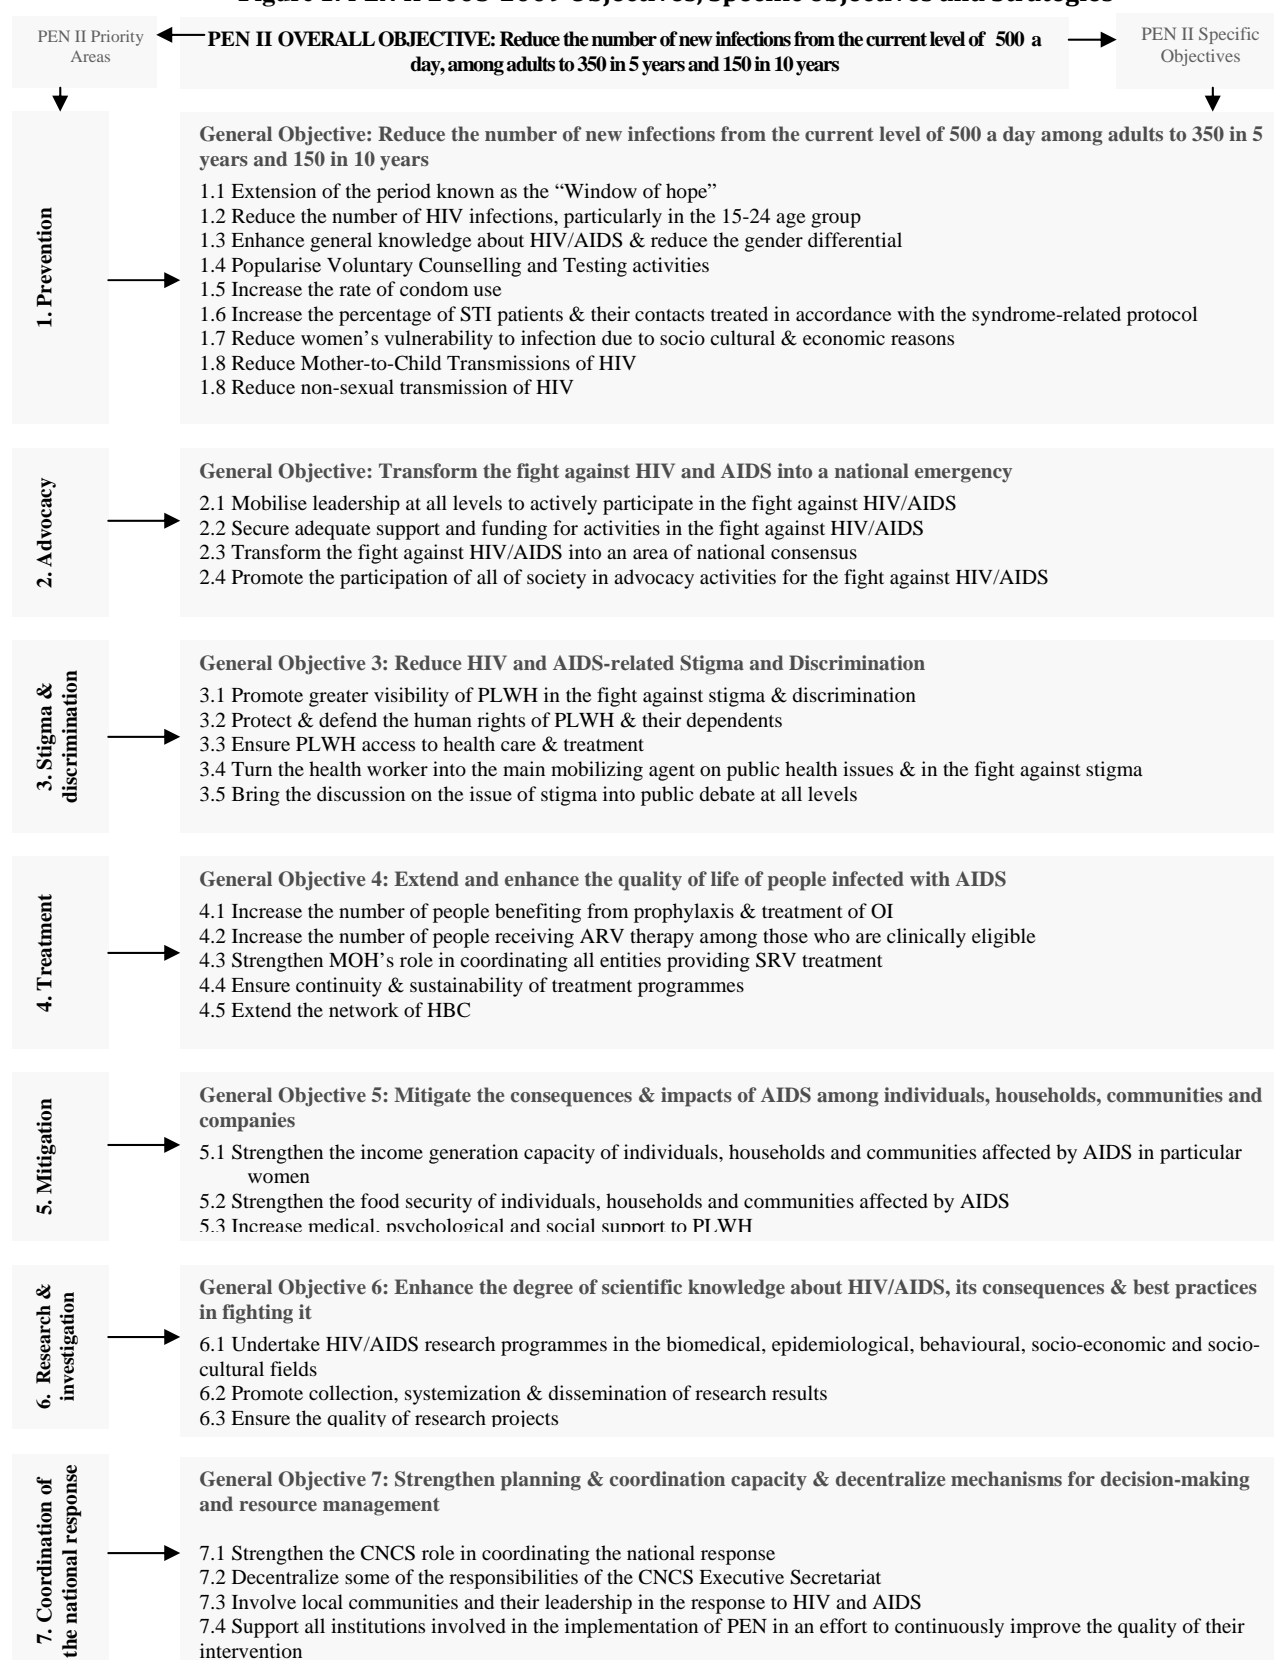 PEN II Priority
Areas
PEN II OVERALL OBJECTIVE: Reduce the number of new infections from the current level of 500 a
day, among adults to 350 in 5 years and 150 in 10 years
PEN II Specific
Objectives
1. Prevention
General Objective: Reduce the number of new infections from the current level of 500 a day among adults to 350 in 5
years and 150 in 10 years
1.1 Extension of the period known as the “Window of hope”
1.2 Reduce the number of HIV infections, particularly in the 15-24 age group
1.3 Enhance general knowledge about HIV/AIDS & reduce the gender differential
1.4 Popularise Voluntary Counselling and Testing activities
1.5 Increase the rate of condom use
1.6 Increase the percentage of STI patients & their contacts treated in accordance with the syndrome-related protocol
1.7 Reduce women’s vulnerability to infection due to socio cultural & economic reasons
1.8 Reduce Mother-to-Child Transmissions of HIV
1.8 Reduce non-sexual transmission of HIV
2. Advocacy
General Objective: Transform the fight against HIV and AIDS into a national emergency
2.1 Mobilise leadership at all levels to actively participate in the fight against HIV/AIDS
2.2 Secure adequate support and funding for activities in the fight against HIV/AIDS
2.3 Transform the fight against HIV/AIDS into an area of national consensus
2.4 Promote the participation of all of society in advocacy activities for the fight against HIV/AIDS
3. Stigma &
discrimination
General Objective 3: Reduce HIV and AIDS-related Stigma and Discrimination
3.1 Promote greater visibility of PLWH in the fight against stigma & discrimination
3.2 Protect & defend the human rights of PLWH & their dependents
3.3 Ensure PLWH access to health care & treatment
3.4 Turn the health worker into the main mobilizing agent on public health issues & in the fight against stigma
3.5 Bring the discussion on the issue of stigma into public debate at all levels
4. Treatment
General Objective 4: Extend and enhance the quality of life of people infected with AIDS
4.1 Increase the number of people benefiting from prophylaxis & treatment of OI
4.2 Increase the number of people receiving ARV therapy among those who are clinically eligible
4.3 Strengthen MOH’s role in coordinating all entities providing SRV treatment
4.4 Ensure continuity & sustainability of treatment programmes
4.5 Extend the network of HBC
5. Mitigation
General Objective 5: Mitigate the consequences & impacts of AIDS among individuals, households, communities and
companies
5.1 Strengthen the income generation capacity of individuals, households and communities affected by AIDS in particular
women
5.2 Strengthen the food security of individuals, households and communities affected by AIDS
5.3 Increase medical, psychological and social support to PLWH
6. Research &
investigation
General Objective 6: Enhance the degree of scientific knowledge about HIV/AIDS, its consequences & best practices
in fighting it
6.1 Undertake HIV/AIDS research programmes in the biomedical, epidemiological, behavioural, socio-economic and socio-
cultural fields
6.2 Promote collection, systemization & dissemination of research results
6.3 Ensure the quality of research projects
7. Coordination of
the national response
General Objective 7: Strengthen planning & coordination capacity & decentralize mechanisms for decision-making
and resource management
7.1 Strengthen the CNCS role in coordinating the national response
7.2 Decentralize some of the responsibilities of the CNCS Executive Secretariat
7.3 Involve local communities and their leadership in the response to HIV and AIDS
7.4 Support all institutions involved in the implementation of PEN in an effort to continuously improve the quality of their
intervention